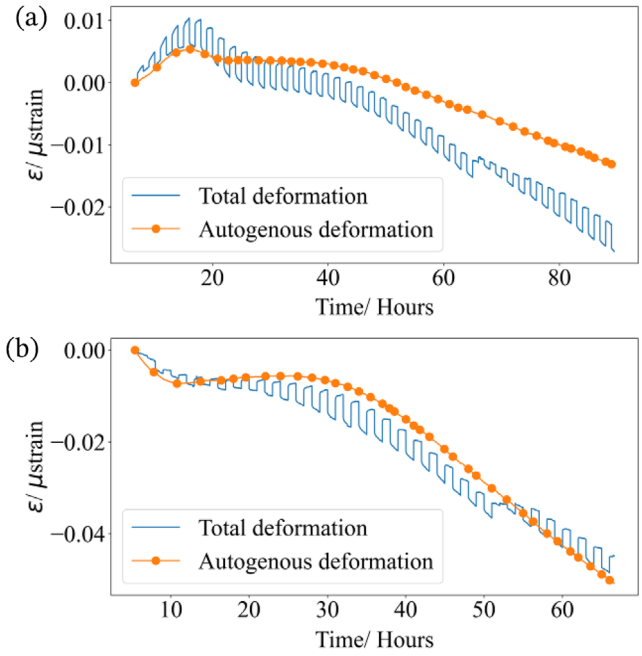 (a)
0.01
0.00
−0.01
−0.02
ε/ μstrain
Total deformation
Autogenous deformation
20 40 60 80
Time/ Hours
(b)
0.00
−0.02
−0.04
ε/ μstrain
Total deformation
Autogenous deformation
10 20 30 40 50 60
Time/ Hours